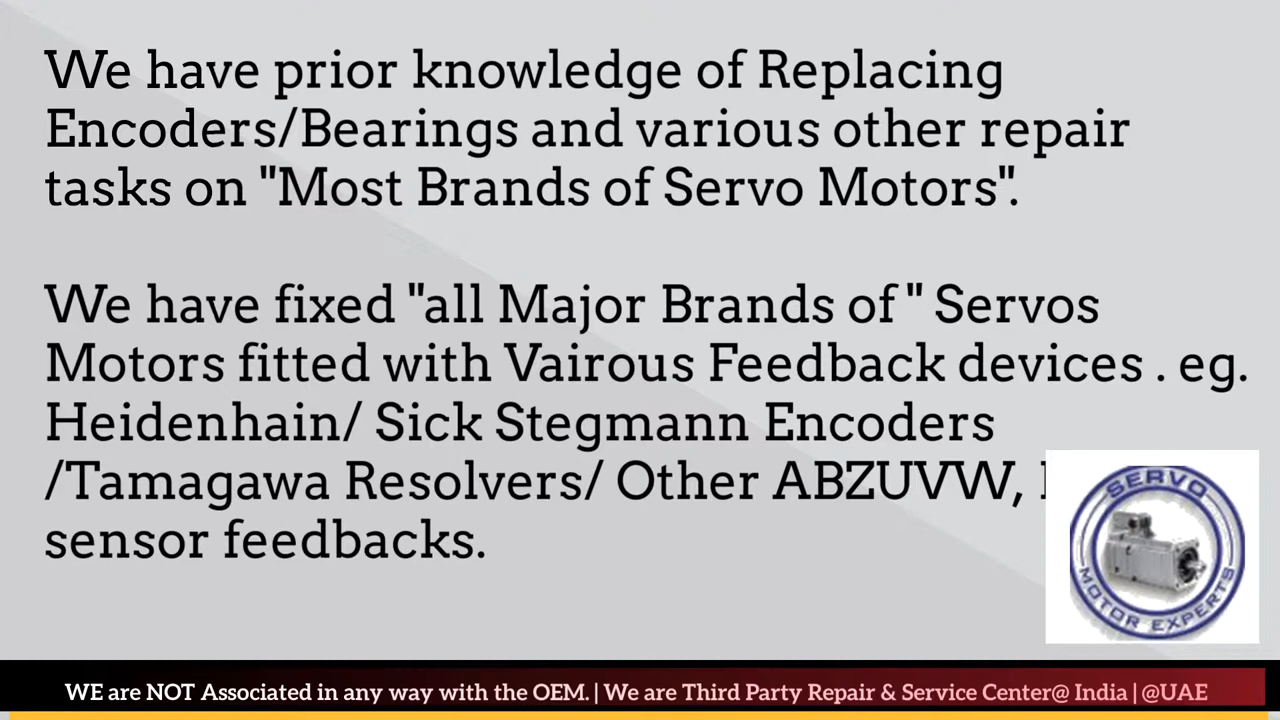 We have prior knowledge of Replacing
Encoders/Bearings and various other repair
tasks on "Most Brands of Servo Motors".
We have fixed "all Major Brands of " Servos
Motors fitted with Vairous Feedback devices . eg.
Heidenhain/ Sick Stegmann Encoders
/Tamagawa Resolvers/ Other ABZUVW,
sensor feedbacks.
SERVO
MOTOR EXPERTS
WE are NOT Associated in any way with the OEM. | We are Third Party Repair & Service Center@ India | @UAE